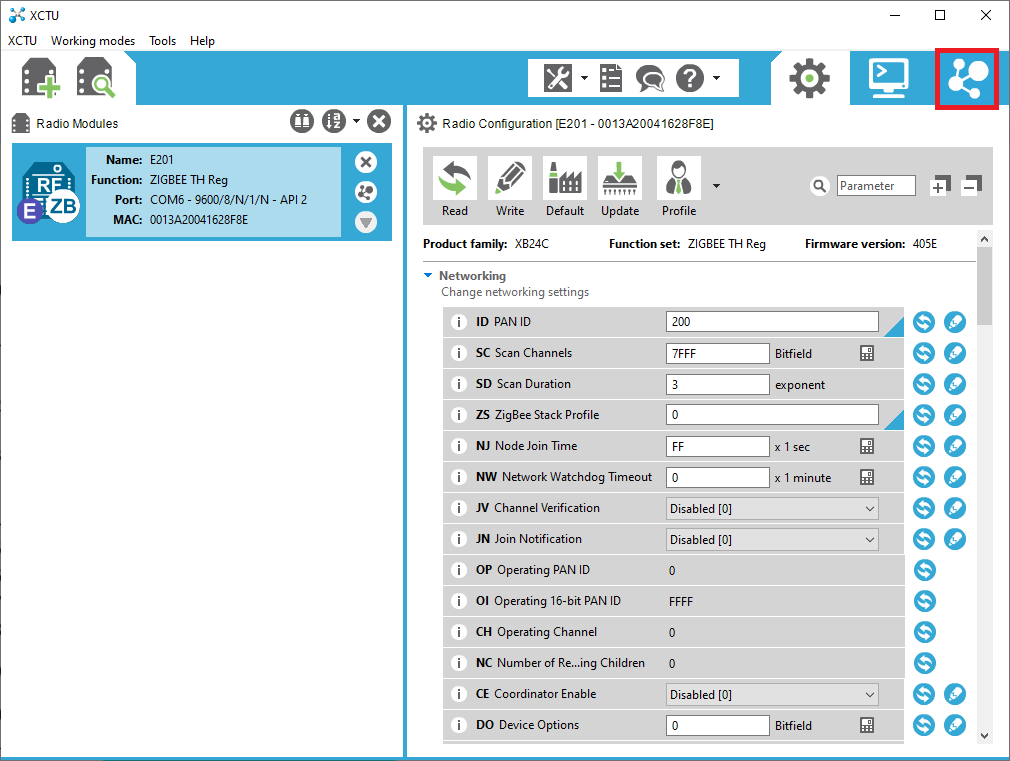 XCTU
XCTU Working modes Tools Help
Radio Modules
Name: E201
Function: ZIGBEE TH Reg
Port: COM6 - 9600/8/N/1/N - API 2
MAC: 0013A20041628F8E
RF
E ZB
Radio Configuration [E201 - 0013A20041628F8E]
Read Write Default Update Profile
Parameter
Product family: XB24C Function set: ZIGBEE TH Reg Firmware version: 405E
Networking
Change networking settings
i ID PAN ID 200
i SC Scan Channels 7FFF Bitfield
i SD Scan Duration 3 exponent
i ZS ZigBee Stack Profile 0
i NJ Node Join Time FF x 1 sec
i NW Network Watchdog Timeout 0 x 1 minute
i JV Channel Verification Disabled [0]
i JN Join Notification Disabled [0]
i OP Operating PAN ID 0
i OI Operating 16-bit PAN ID FFFF
i CH Operating Channel 0
i NC Number of Re...ing Children 0
i CE Coordinator Enable Disabled [0]
i DO Device Options 0 Bitfield